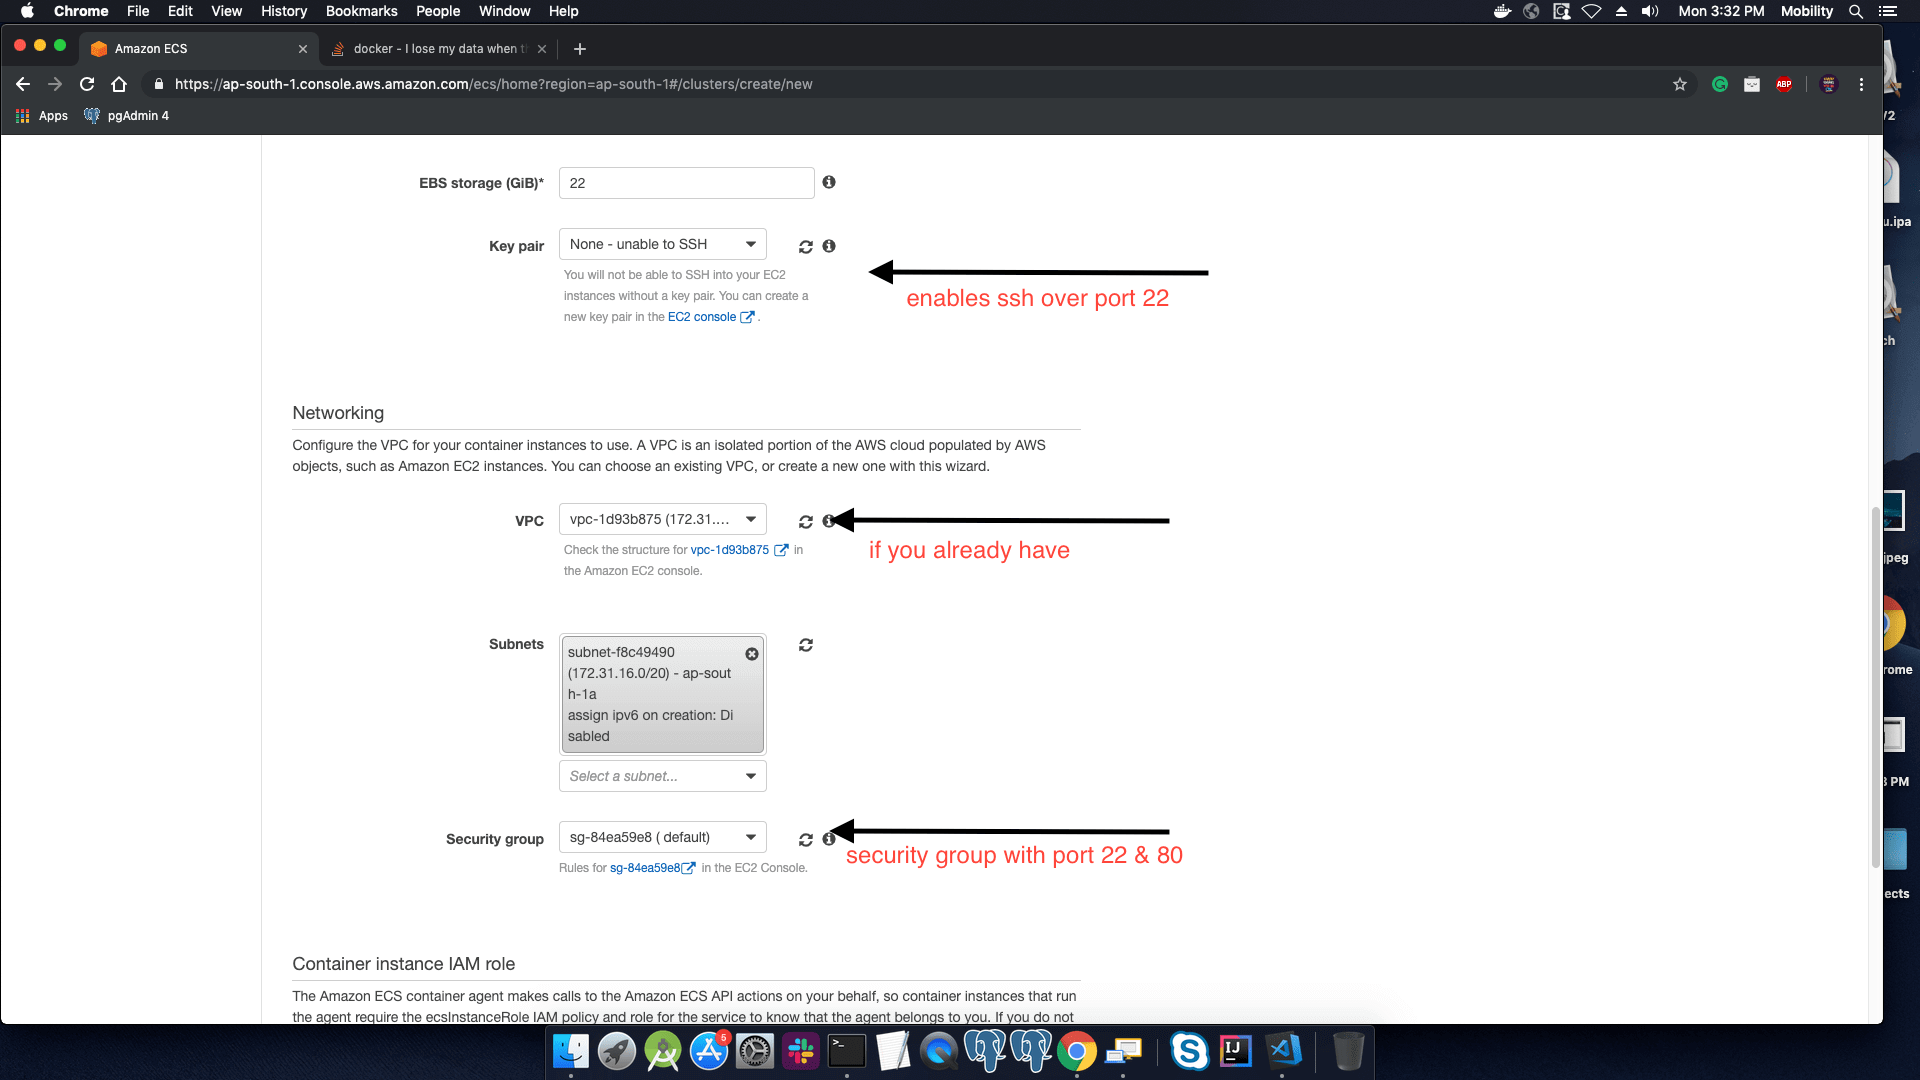 Chrome File Edit View History Bookmarks People Window Help Mon 3:32 PM Mobility
Amazon ECS docker - I lose my data when t
https://ap-south-1.console.aws.amazon.com/ecs/home?region=ap-south-1#/clusters/create/new ABP
Apps pgAdmin 4
EBS storage (GiB)* 22
Key pair None - unable to SSH
You will not be able to SSH into your EC2
instances without a key pair. You can create a
new key pair in the EC2 console .
enables ssh over port 22
Networking
Configure the VPC for your container instances to use. A VPC is an isolated portion of the AWS cloud populated by AWS
objects, such as Amazon EC2 instances. You can choose an existing VPC, or create a new one with this wizard.
VPC vpc-1d93b875 (172.31....
Check the structure for vpc-1d93b875 in
the Amazon EC2 console.
if you already have
Subnets subnet-f8c49490
(172.31.16.0/20) - ap-sout
h-1a
assign ipv6 on creation: Di
sabled
Select a subnet...
Security group sg-84ea59e8 ( default)
Rules for sg-84ea59e8 in the EC2 Console.
security group with port 22 & 80
Container instance IAM role
The Amazon ECS container agent makes calls to the Amazon ECS API actions on your behalf, so container instances that run
the agent require the ecsInstanceRole IAM policy and role for the service to know that the agent belongs to you. If you do not
/2
u.ipa
ch
jpeg
rome
PM
ects
5
IJ